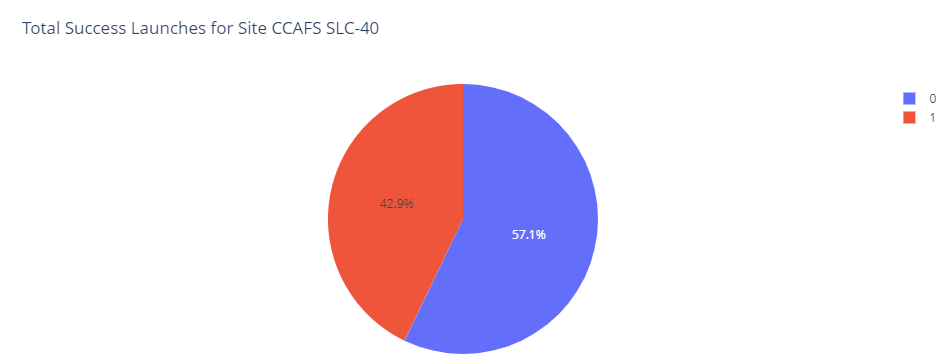 Total Success Launches for Site CCAFS SLC-40
0
1
42.9%
57.1%